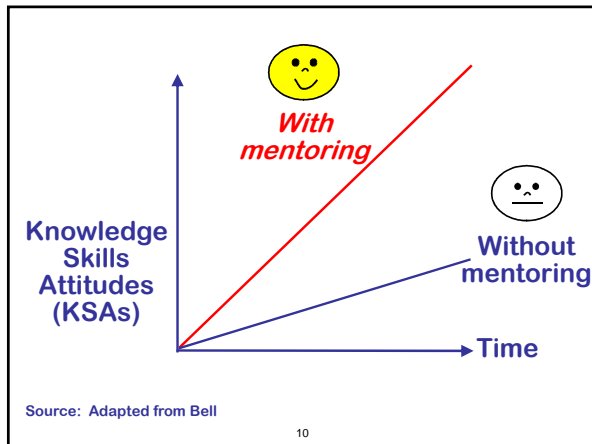 With
mentoring
Knowledge
Skills
Attitudes
(KSAs)
Without
mentoring
Time
Source:  Adapted from Bell
10